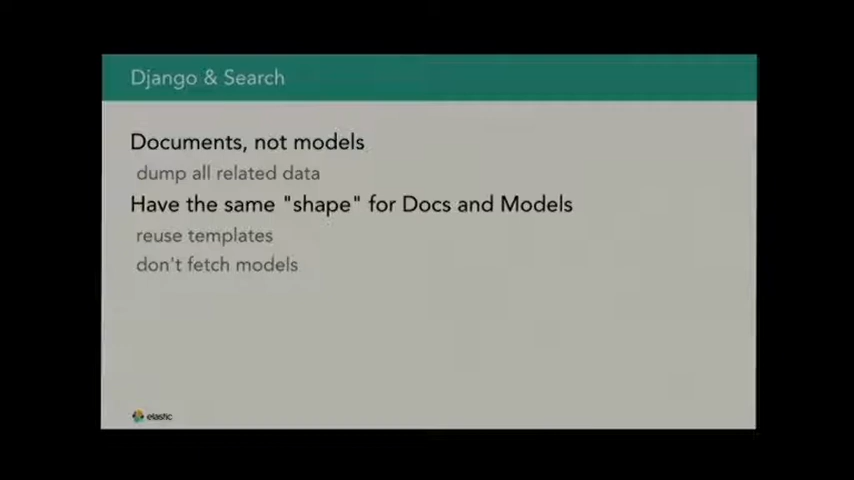 Django & Search
Documents, not models
dump all related data
Have the same "shape" for Docs and Models
reuse templates
don't fetch models
elastic